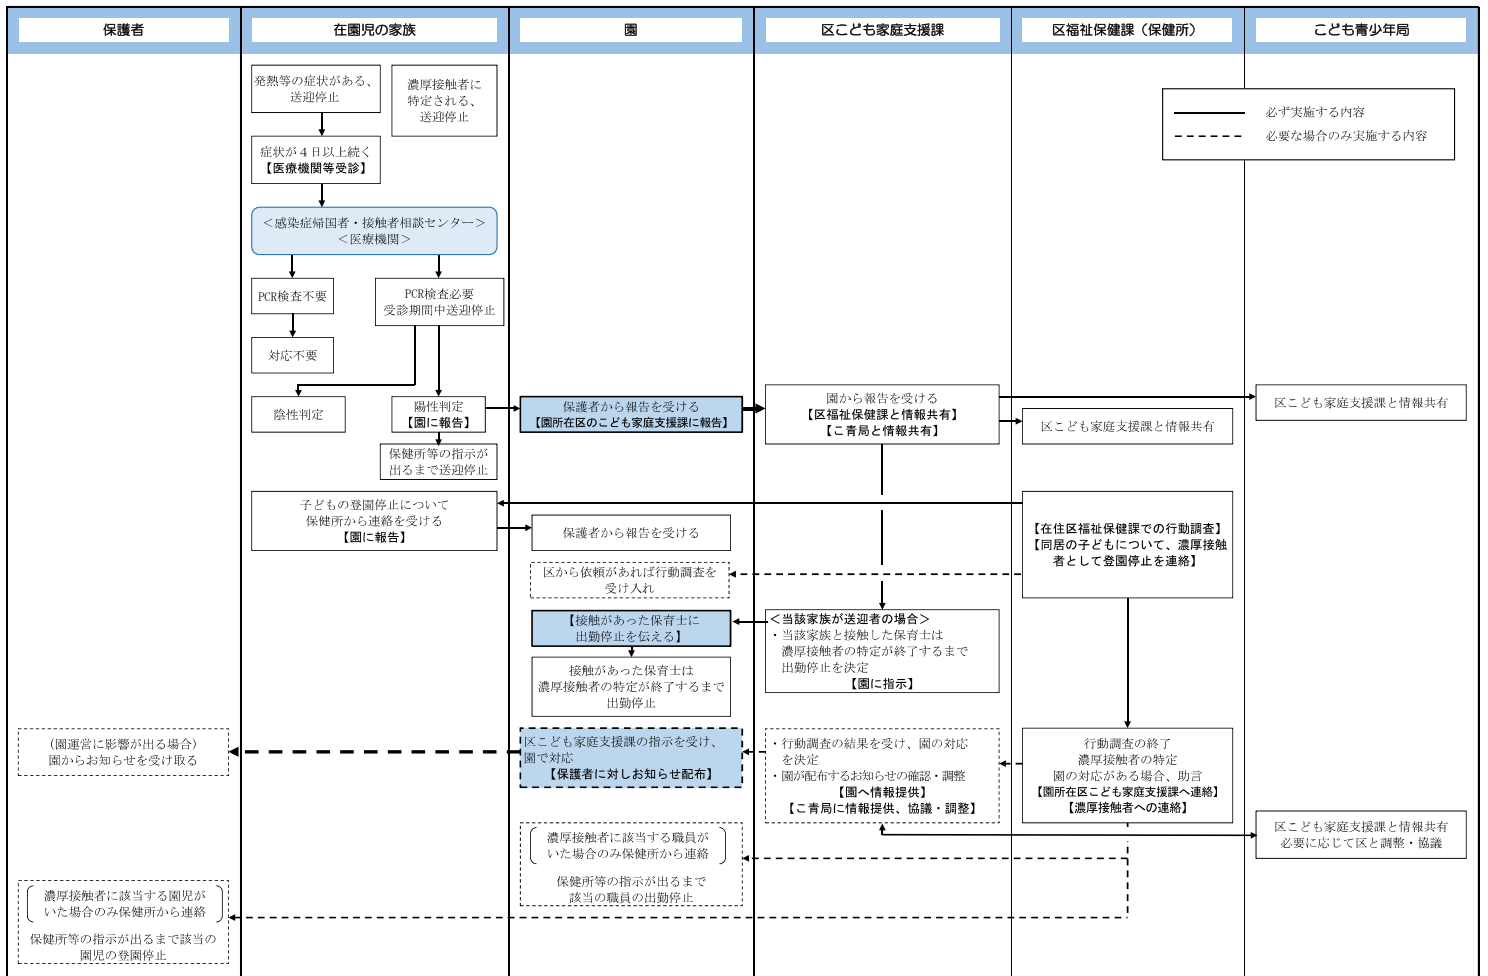 保護者
在園児の家族
園
区こども家庭支援課
区福祉保健課（保健所）
こども青少年局
発熱等の症状がある、
送迎停止
濃厚接触者に
特定される、
送迎停止
必ず実施する内容
必要な場合のみ実施する内容
症状が４日以上続く
【医療機関等受診】
＜感染症帰国者・接触者相談センター＞
＜医療機関＞
PCR検査不要
PCR検査必要
受診期間中送迎停止
対応不要
陰性判定
陽性判定
【園に報告】
保護者から報告を受ける
【園所在区のこども家庭支援課に報告】
園から報告を受ける
【区福祉保健課と情報共有】
【こ青局と情報共有】
区こども家庭支援課と情報共有
区こども家庭支援課と情報共有
保健所等の指示が
出るまで送迎停止
子どもの登園停止について
保健所から連絡を受ける
【園に報告】
保護者から報告を受ける
【在住区福祉保健課での行動調査】
【同居の子どもについて、濃厚接触
者として登園停止を連絡】
区から依頼があれば行動調査を
受け入れ
【接触があった保育士に
出勤停止を伝える】
＜当該家族が送迎者の場合＞
・当該家族と接触した保育士は
濃厚接触者の特定が終了するまで
出勤停止を決定
【園に指示】
接触があった保育士は
濃厚接触者の特定が終了するまで
出勤停止
（園運営に影響が出る場合）
園からお知らせを受け取る
区こども家庭支援課の指示を受け、
園で対応
【保護者に対しお知らせ配布】
・行動調査の結果を受け、園の対応
を決定
・園が配布するお知らせの確認・調整
【園へ情報提供】
【こ青局に情報提供、協議・調整】
行動調査の終了
濃厚接触者の特定
園の対応がある場合、助言
【園所在区こども家庭支援課へ連絡】
【濃厚接触者への連絡】
区こども家庭支援課と情報共有
必要に応じて区と調整・協議
濃厚接触者に該当する職員が
いた場合のみ保健所から連絡
保健所等の指示が出るまで
該当の職員の出勤停止
濃厚接触者に該当する園児が
いた場合のみ保健所から連絡
保健所等の指示が出るまで該当の
園児の登園停止